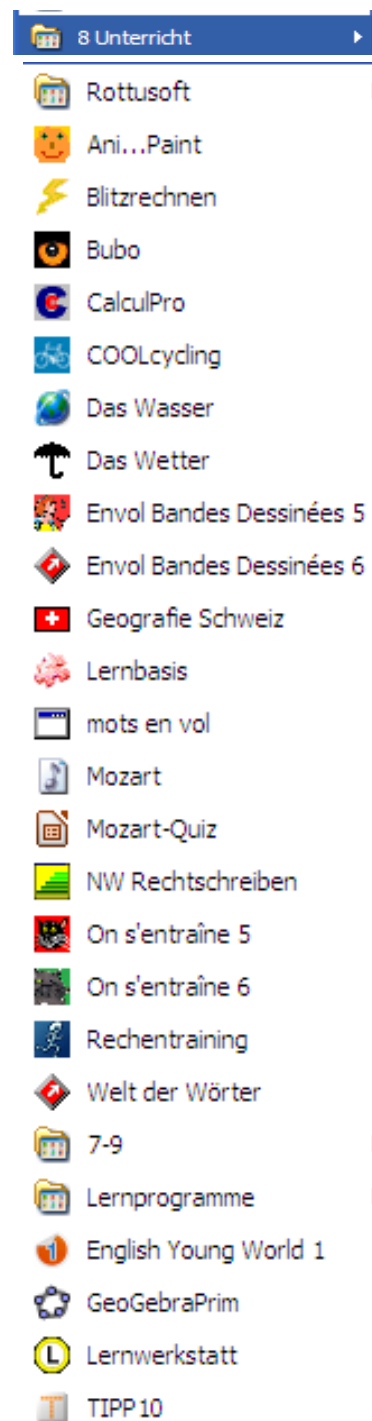 8 Unterricht
Rottusoft
Ani...Paint
Blitzrechnen
Bubo
CalculPro
COOLcycling
Das Wasser
Das Wetter
Envol Bandes Dessinées 5
Envol Bandes Dessinées 6
Geografie Schweiz
Lernbasis
mots en vol
Mozart
Mozart-Quiz
NW Rechtschreiben
On s'entraîne 5
On s'entraîne 6
Rechentraining
Welt der Wörter
7-9
Lernprogramme
English Young World 1
GeoGebraPrim
Lernwerkstatt
TIPP10